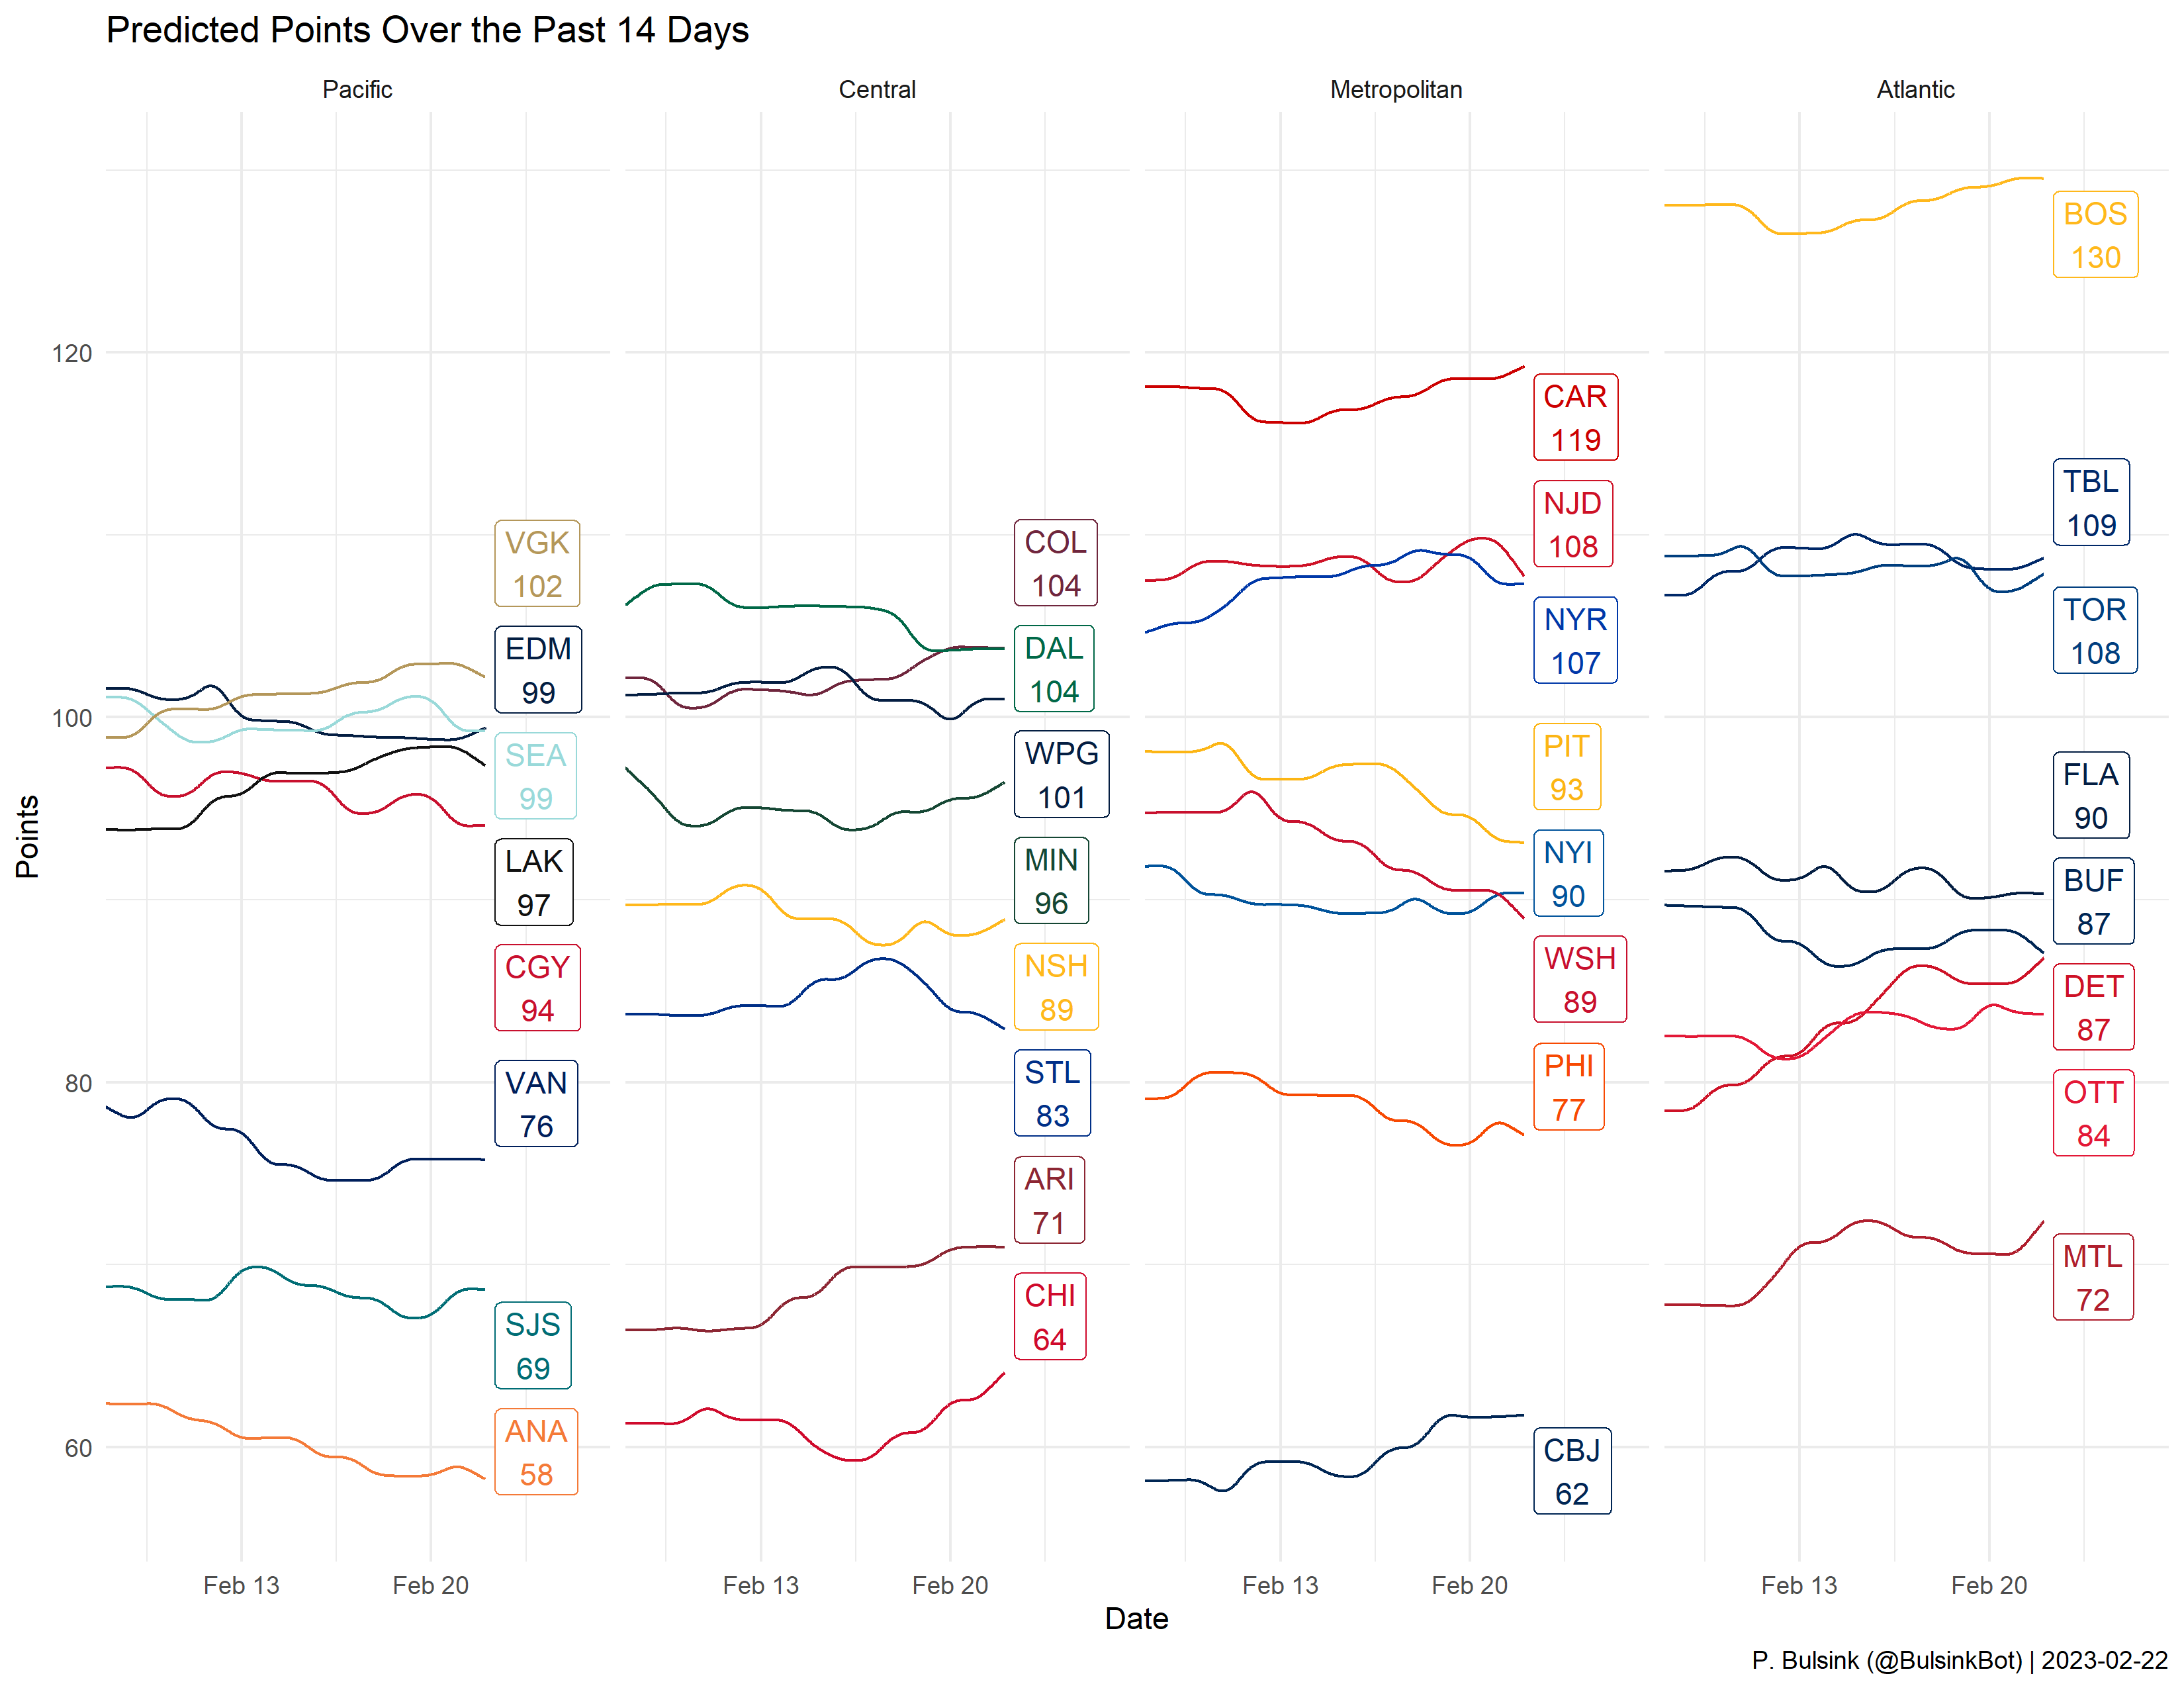 Predicted Points Over the Past 14 Days
Pacific
Central
Metropolitan
Atlantic
Points
120
100
80
60
VGK
102
EDM
99
SEA
99
LAK
97
CGY
94
VAN
76
SJS
69
ANA
58
COL
104
DAL
104
WPG
101
MIN
96
NSH
89
STL
83
ARI
71
CHI
64
CAR
119
NJD
108
NYR
107
PIT
93
NYI
90
WSH
89
PHI
77
CBJ
62
BOS
130
TBL
109
TOR
108
FLA
90
BUF
87
DET
87
OTT
84
MTL
72
Feb 13
Feb 20
Feb 13
Feb 20
Feb 13
Feb 20
Feb 13
Feb 20
Date
P. Bulsink (@BulsinkBot) | 2023-02-22